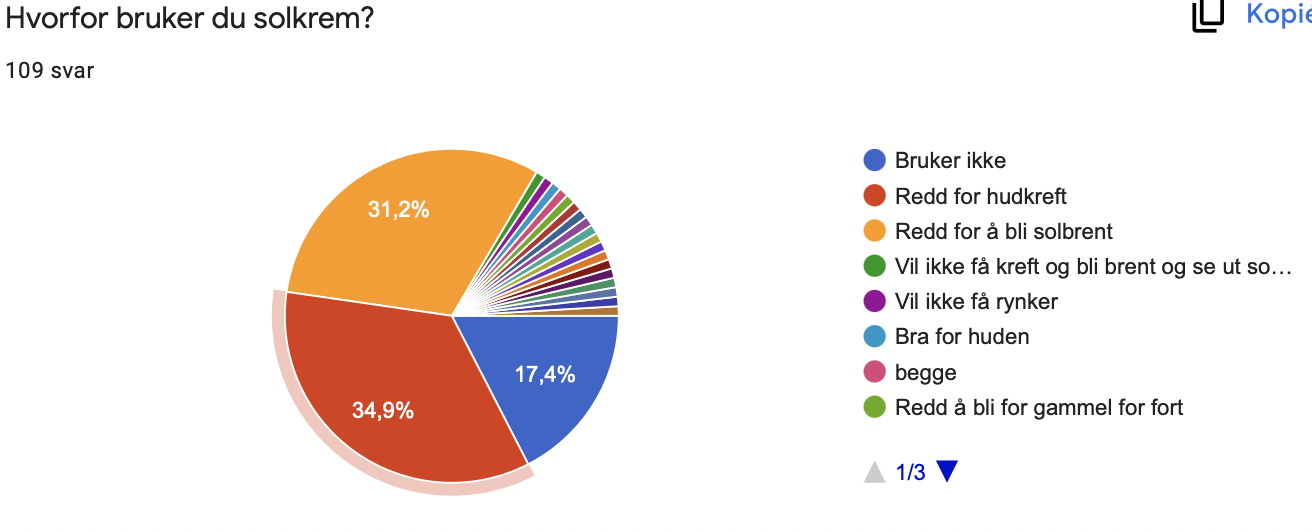 Hvorfor bruker du solkrem?
Kopie
109 svar
31,2%
34,9%
17,4%
Bruker ikke
Redd for hudkreft
Redd for å bli solbrent
Vil ikke få kreft og bli brent og se ut so…
Vil ikke få rynker
Bra for huden
begge
Redd å bli for gammel for fort
1/3